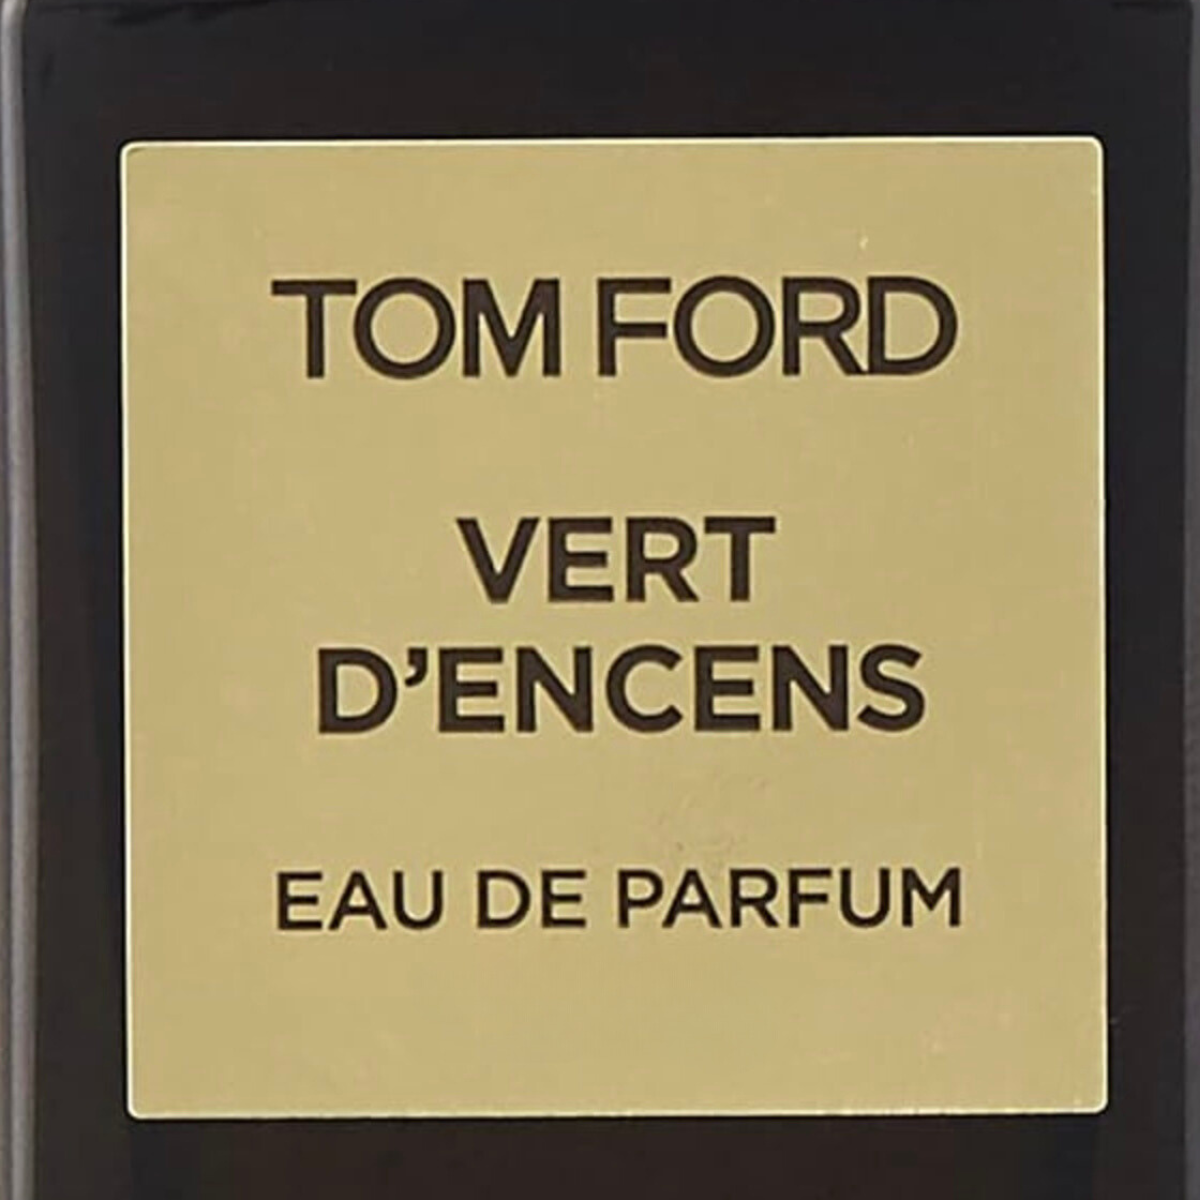 TOM FORD
VERT
D’ENCENS
EAU DE PARFUM